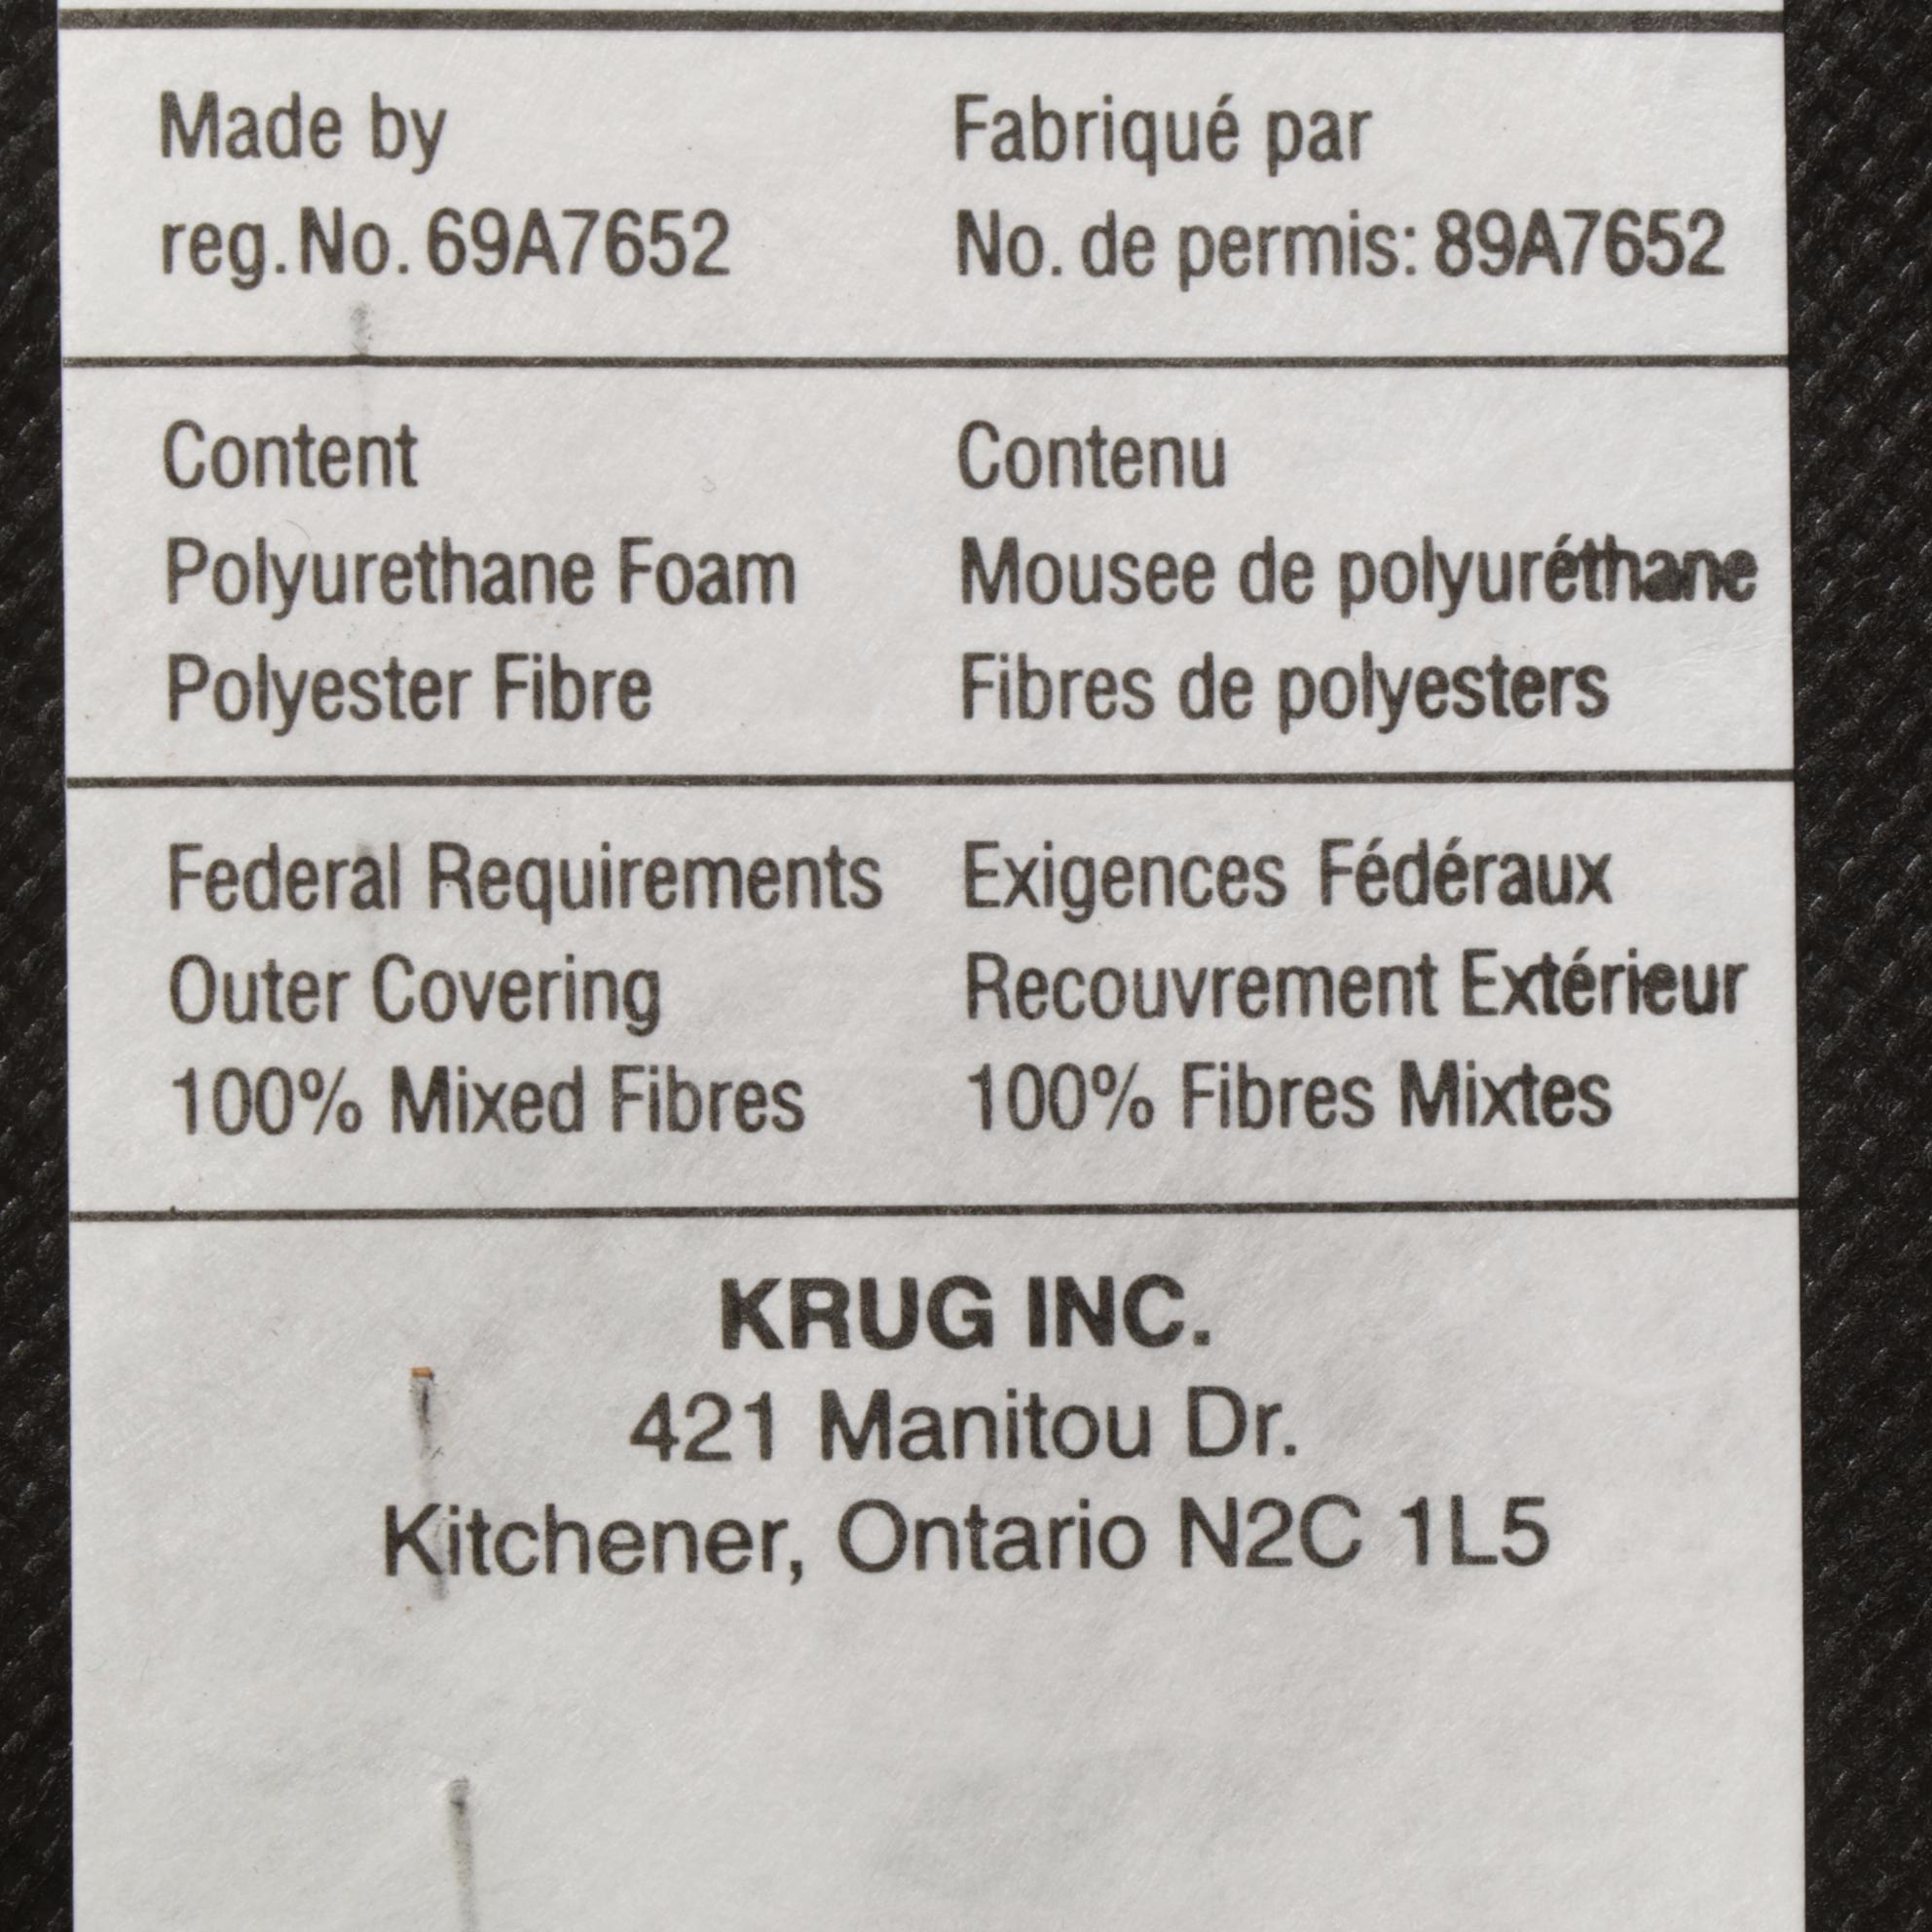 Made by
reg. No. 69A7652
Fabriqué par
No. de permis: 89A7652
Content
Polyurethane Foam
Polyester Fibre
Contenu
Mousee de polyuréthane
Fibres de polyesters
Federal Requirements
Outer Covering
100% Mixed Fibres
Exigences Fédéraux
Recouvrement Extérieur
100% Fibres Mixtes
KRUG INC.
421 Manitou Dr.
Kitchener, Ontario N2C 1L5